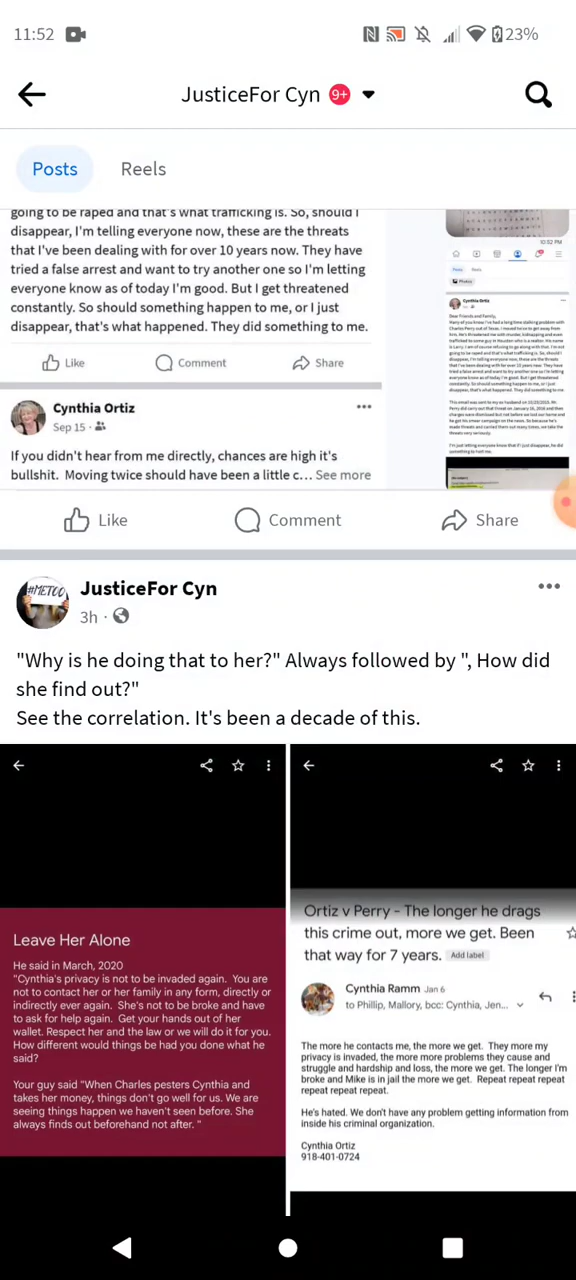 11:52
23%
JusticeFor Cyn 9+
Posts
Reels
going to be raped and that's what trafficking is. So, should I
disappear, I'm telling everyone now, these are the threats
that I've been dealing with for over 10 years now. They have
tried a false arrest and want to try another one so I'm letting
everyone know as of today I'm good. But I get threatened
constantly. So should something happen to me, or I just
disappear, that's what happened. They did something to me.
Like
Comment
Share
Cynthia Ortiz
Sep 15
If you didn't hear from me directly, chances are high it's
bullshit. Moving twice should have been a little c... See more
10:52 PM
Posts
Reels
Photos
Cynthia Ortiz
Dear Friends and Family,
Like
Comment
Share
#METOO
JusticeFor Cyn
3h ·
"Why is he doing that to her?" Always followed by ", How did
she find out?"
See the correlation. It's been a decade of this.
Leave Her Alone
He said in March, 2020
"Cynthia's privacy is not to be invaded again. You are
not to contact her or her family in any form, directly or
indirectly ever again. She's not to be broke and have
to ask for help again. Get your hands out of her
wallet. Respect her and the law or we will do it for you.
How different would things be had you done what he
said?
Your guy said "When Charles pesters Cynthia and
takes her money, things don't go well for us. We are
seeing things happen we haven't seen before. She
always finds out beforehand not after. "
Ortiz v Perry - The longer he drags
this crime out, more we get. Been
that way for 7 years. Add label
Cynthia Ramm Jan 6
to Phillip, Mallory, bcc: Cynthia, Jen...
The more he contacts me, the more we get. They more my
privacy is invaded, the more more problems they cause and
struggle and hardship and loss, the more we get. The longer I'm
broke and Mike is in jail the more we get. Repeat repeat repeat
repeat repeat repeat.
He's hated. We don't have any problem getting information from
inside his criminal organization.
Cynthia Ortiz
918-401-0724